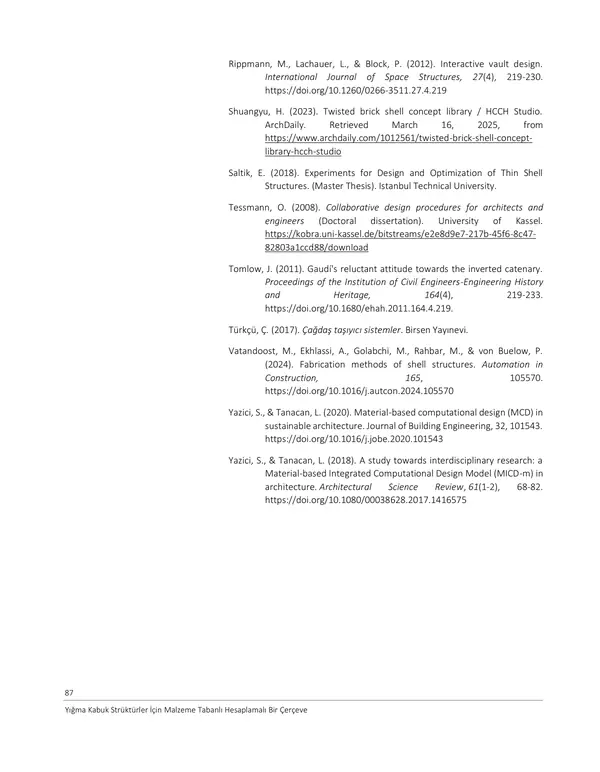 Rippmann, M., Lachauer, L., & Block, P. (2012). Interactive vault design.
International Journal of Space Structures, 27(4), 219-230.
https://doi.org/10.1260/0266-3511.27.4.219
Shuangyu, H. (2023). Twisted brick shell concept library / HCCH Studio.
ArchDaily. Retrieved March 16, 2025, from
https://www.archdaily.com/1012561/twisted-brick-shell-concept-
library-hcch-studio
Saltik, E. (2018). Experiments for Design and Optimization of Thin Shell
Structures. (Master Thesis). Istanbul Technical University.
Tessmann, O. (2008). Collaborative design procedures for architects and
engineers (Doctoral dissertation). University of Kassel.
https://kobra.uni-kassel.de/bitstreams/e2e8d9e7-217b-45f6-8c47-
82803a1ccd88/download
Tomlow, J. (2011). Gaudí's reluctant attitude towards the inverted catenary.
Proceedings of the Institution of Civil Engineers-Engineering History
and Heritage, 164(4), 219-233.
https://doi.org/10.1680/ehah.2011.164.4.219.
Türkçü, Ç. (2017). Çağdaş taşıyıcı sistemler. Birsen Yayınevi.
Vatandoost, M., Ekhlassi, A., Golabchi, M., Rahbar, M., & von Buelow, P.
(2024). Fabrication methods of shell structures. Automation in
Construction, 165, 105570.
https://doi.org/10.1016/j.autcon.2024.105570
Yazici, S., & Tanacan, L. (2020). Material-based computational design (MCD) in
sustainable architecture. Journal of Building Engineering, 32, 101543.
https://doi.org/10.1016/j.jobe.2020.101543
Yazici, S., & Tanacan, L. (2018). A study towards interdisciplinary research: a
Material-based Integrated Computational Design Model (MICD-m) in
architecture. Architectural Science Review, 61(1-2), 68-82.
https://doi.org/10.1080/00038628.2017.1416575
87
Yığma Kabuk Strüktürler İçin Malzeme Tabanlı Hesaplamalı Bir Çerçeve